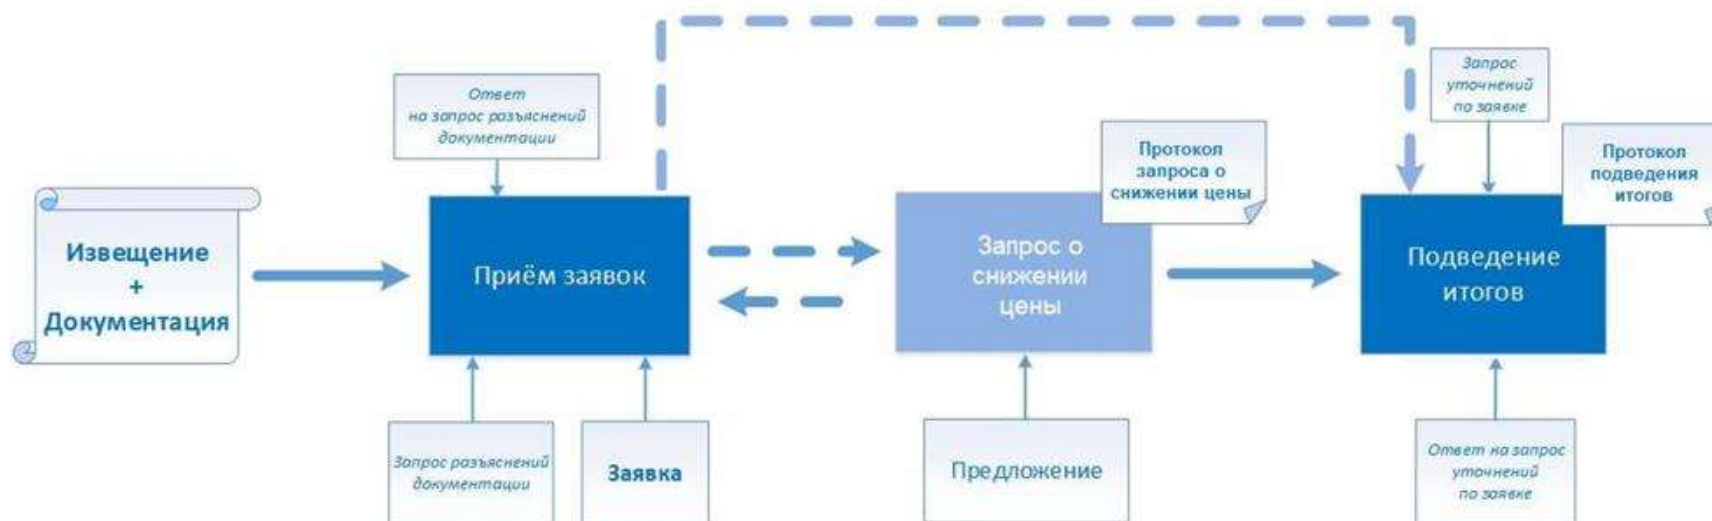 Ответ
на запрос разъяснений
документации
Запрос
уточнений
по заявке
Протокол
запроса о
снижении цены
Протокол
подведения
итогов
Извещение
+
Документация
Приём заявок
Запрос о
снижении
цены
Подведение
итогов
Запрос разъяснений
документации
Заявка
Предложение
Ответ на запрос
уточнений
по заявке